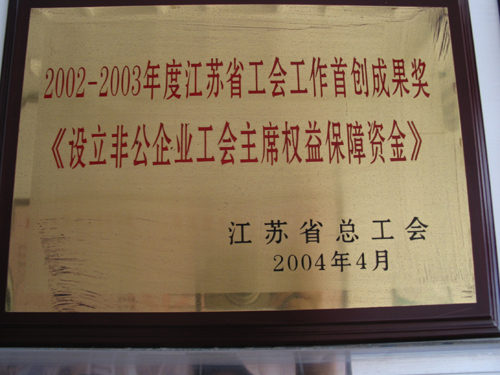 2002-2003年度江苏省工会工作首创成果奖
《设立非公企业工会主席权益保障资金》
江苏省总工会
2004年4月